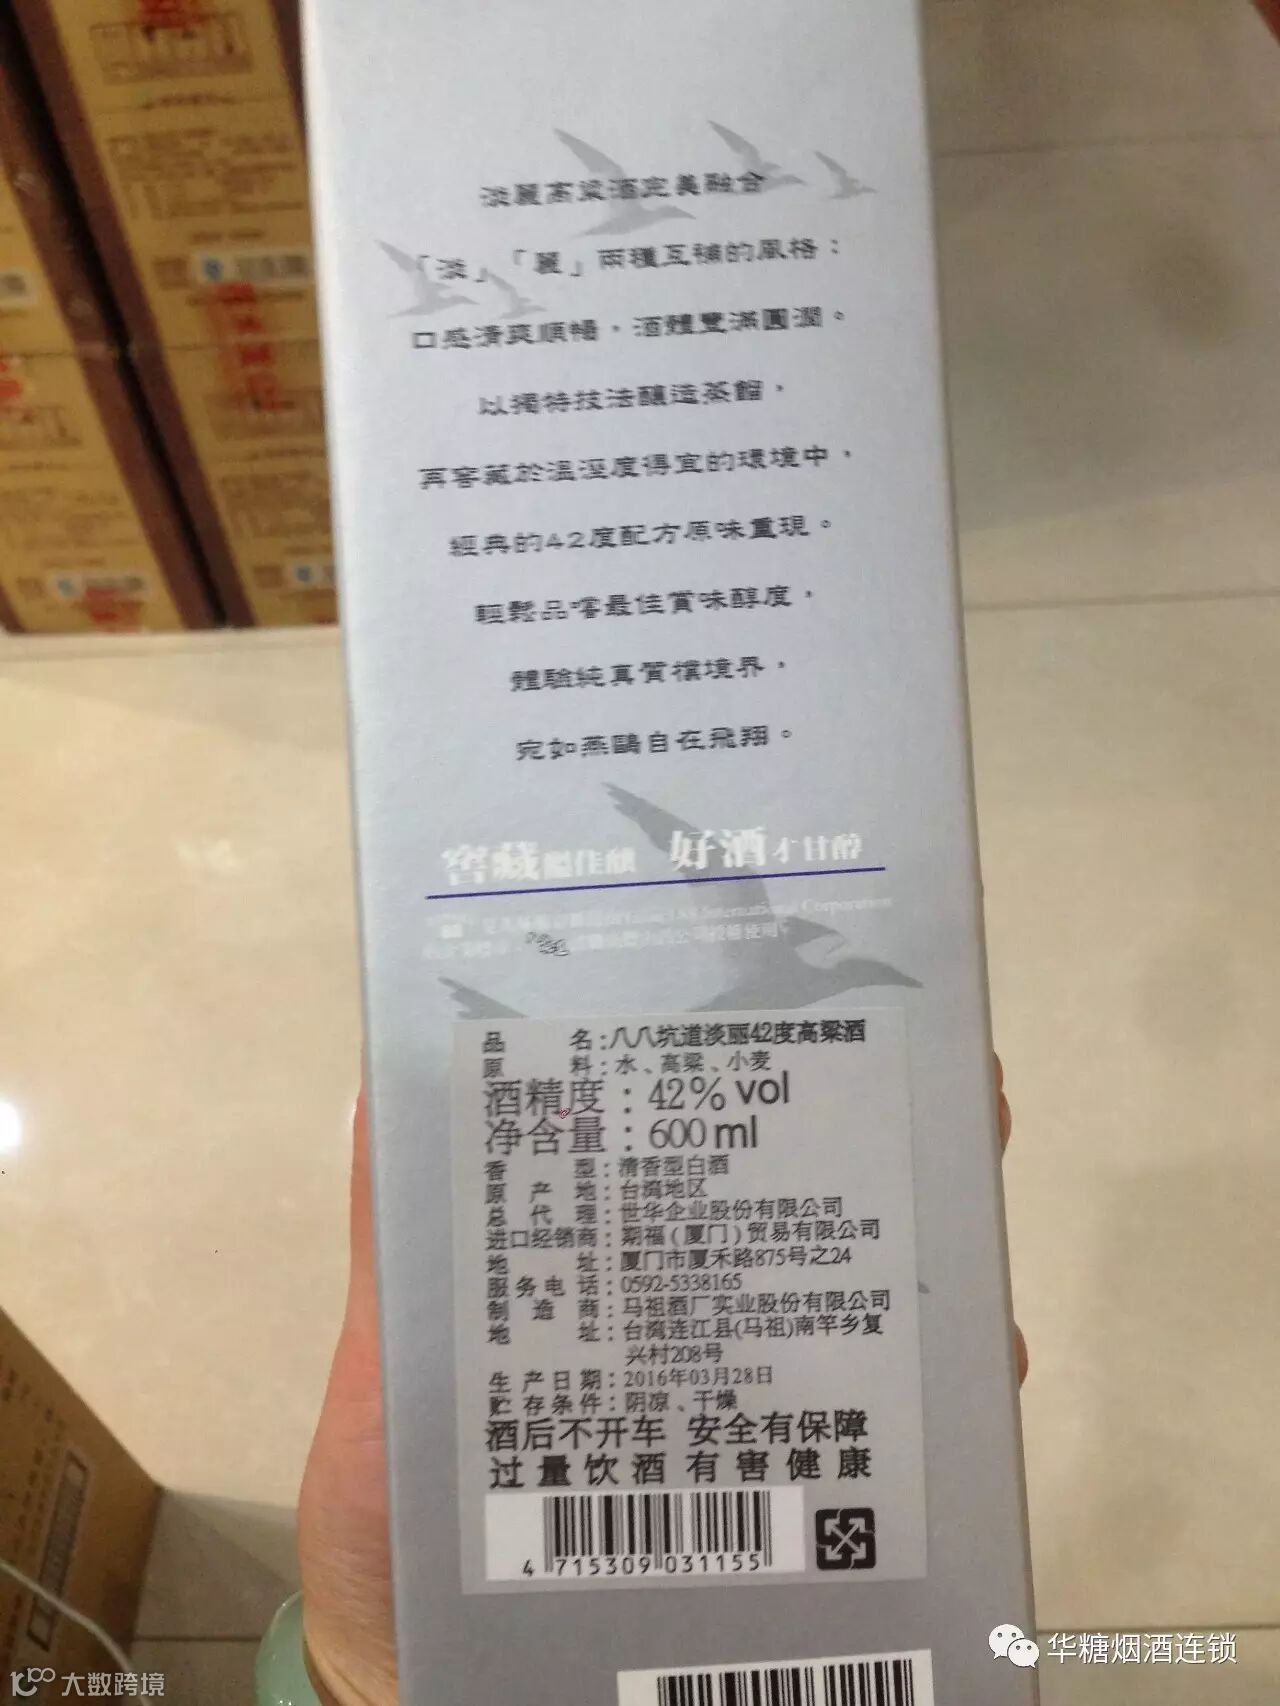 淡麗高粱酒完美融合
「淡」「麗」兩種互補的風格：
口感清爽順暢，酒體豐滿圓潤。
以獨特技法釀造蒸餾，
再窖藏於溫溼度得宜的環境中，
經典的42度配方原味重現。
輕鬆品嚐最佳賞味醇度，
體驗純真質樸境界，
宛如燕鷗自在飛翔。
窖藏醞佳釀 好酒才甘醇
International Corporation
品名：八八坑道淡丽42度高粱酒
原料：水、高粱、小麦
酒精度：42% vol
净含量：600 ml
香型：清香型白酒
原产地：台湾地区
总代理：世华企业股份有限公司
进口经销商：期福(厦门)贸易有限公司
地址：厦门市厦禾路875号之24
服务电话：0592-5338165
制造商：马祖酒厂实业股份有限公司
地址：台湾连江县(马祖)南竿乡复
兴村208号
生产日期：2016年03月28日
贮存条件：阴凉、干燥
酒后不开车 安全有保障
过量饮酒有害健康
4 715309 031155
华糖烟酒连锁
大数跨境